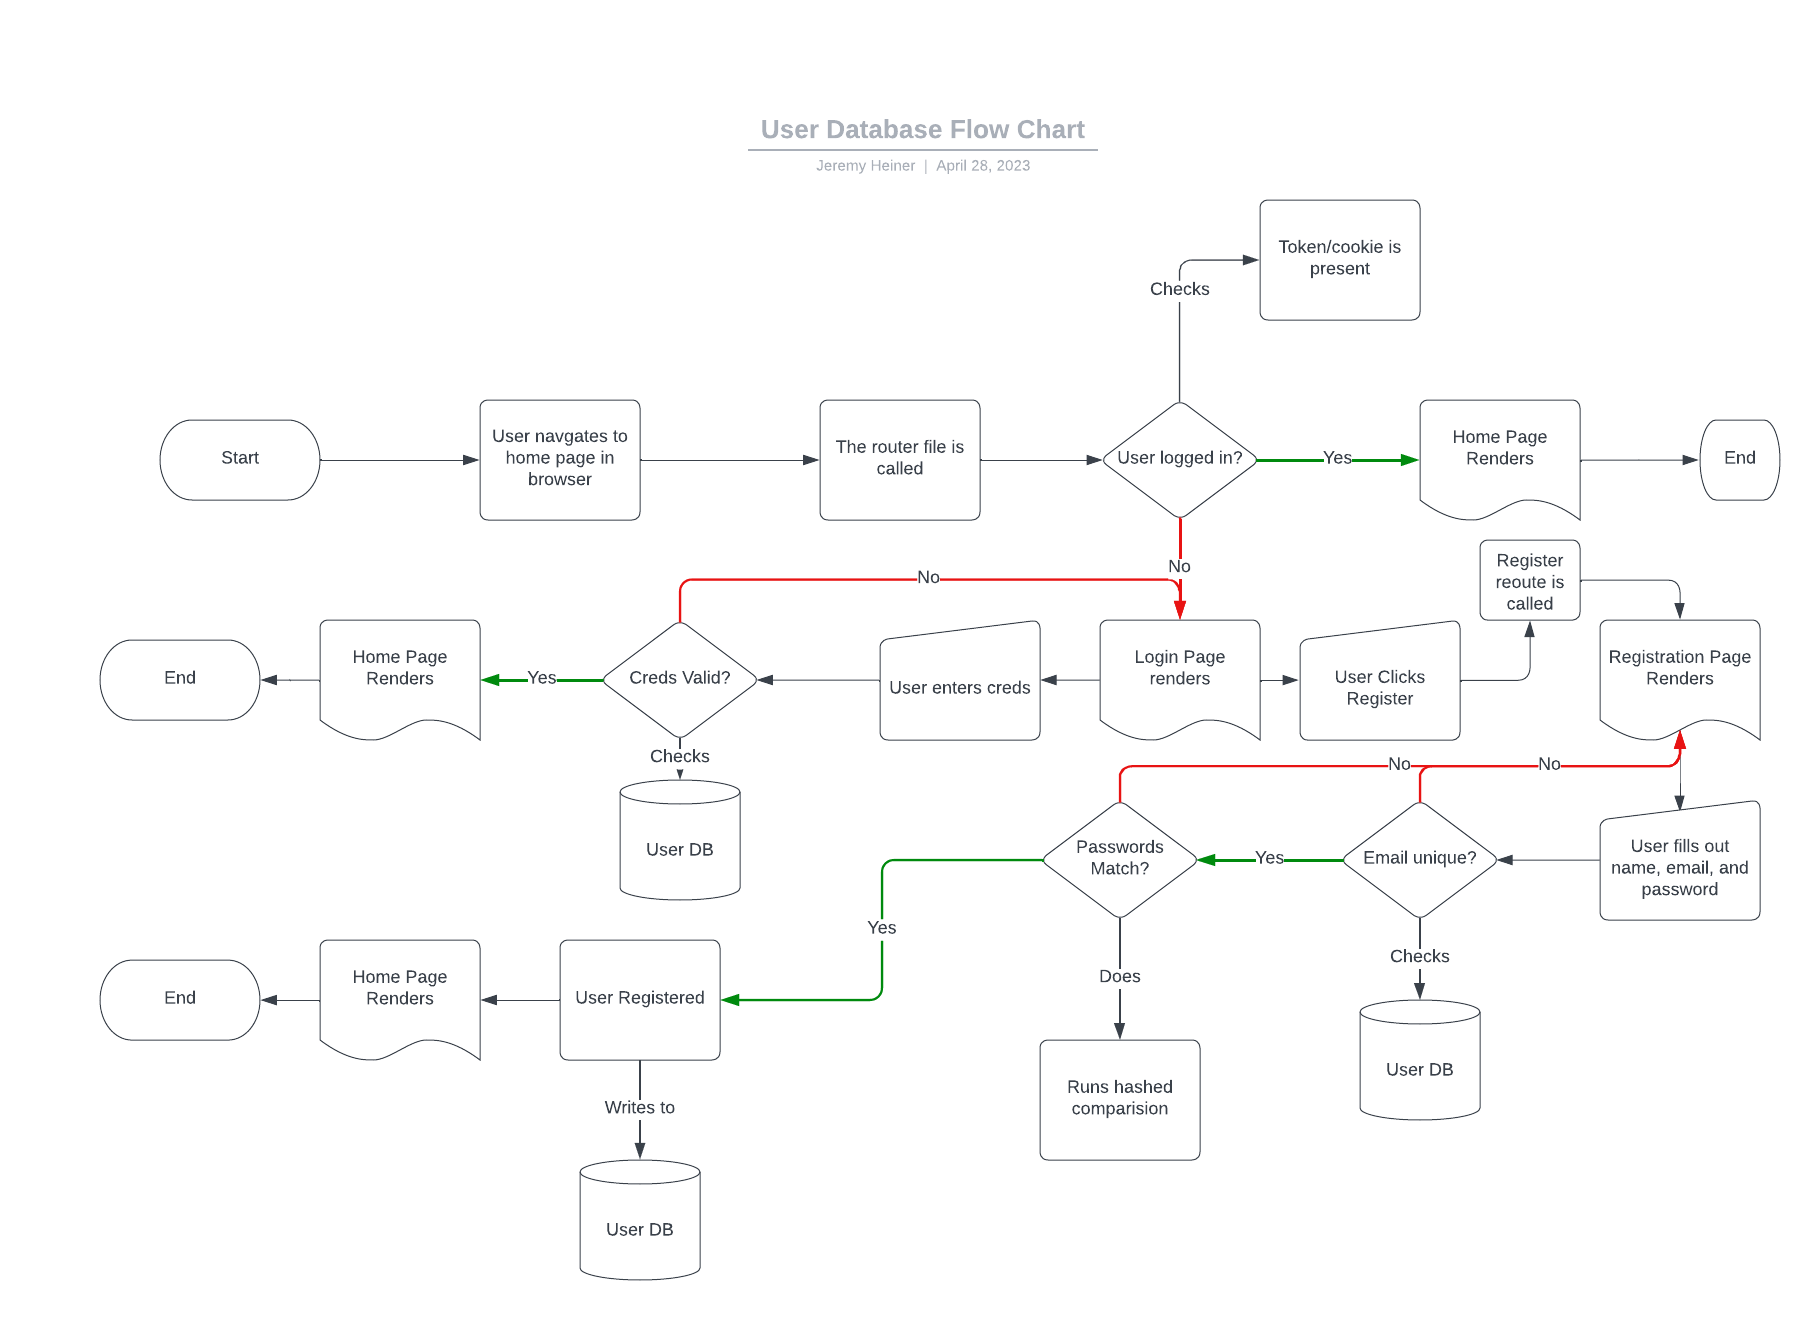 User Database Flow Chart
Jeremy Heiner | April 28, 2023
Token/cookie is
present
Checks
Start
User navgates to
home page in
browser
The router file is
called
User logged in?
Yes
Home Page
Renders
End
No
No
Register
reoute is
called
End
Home Page
Renders
Yes
Creds Valid?
User enters creds
Login Page
renders
User Clicks
Register
Registration Page
Renders
Checks
User DB
No
No
Passwords
Match?
Yes
Email unique?
User fills out
name, email, and
password
Yes
Checks
Does
End
Home Page
Renders
User Registered
Runs hashed
comparision
User DB
Writes to
User DB